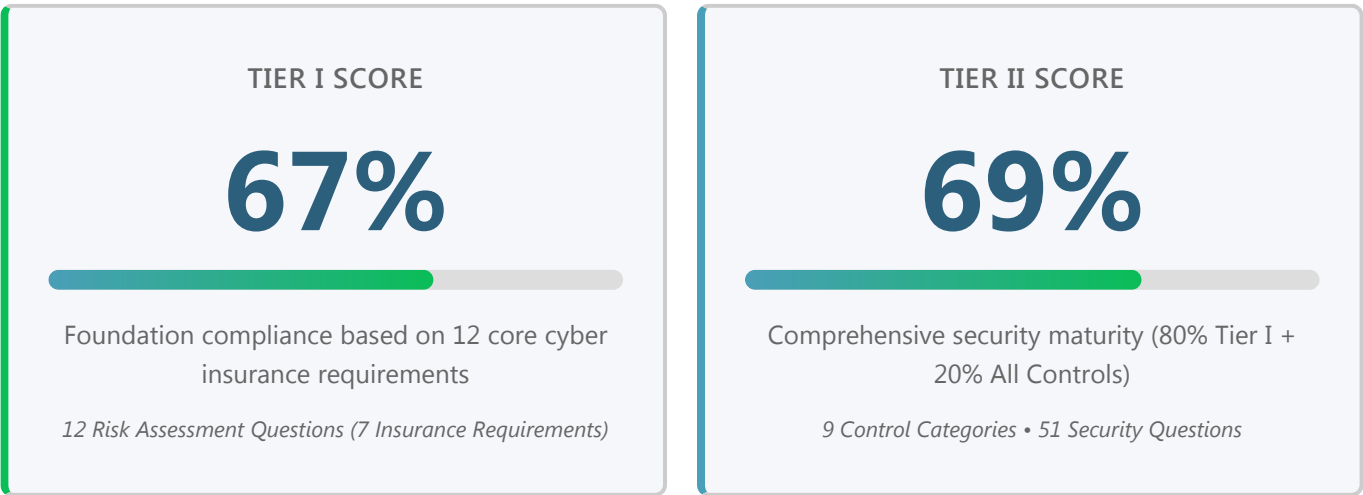 TIER I SCORE
67%
Foundation compliance based on 12 core cyber
insurance requirements
12 Risk Assessment Questions (7 Insurance Requirements)
TIER II SCORE
69%
Comprehensive security maturity (80% Tier I +
20% All Controls)
9 Control Categories • 51 Security Questions